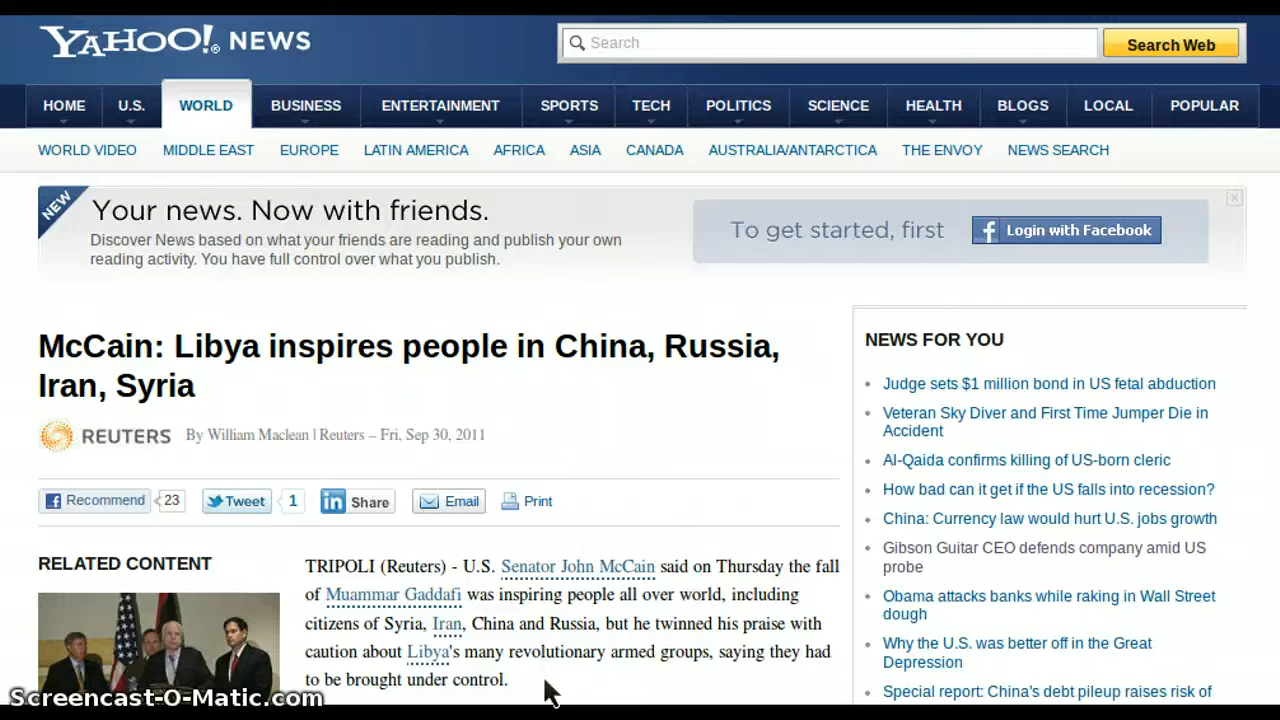 YAHOO! NEWS
Search
Search Web
HOME U.S. WORLD BUSINESS ENTERTAINMENT SPORTS TECH POLITICS SCIENCE HEALTH BLOGS LOCAL POPULAR
WORLD VIDEO MIDDLE EAST EUROPE LATIN AMERICA AFRICA ASIA CANADA AUSTRALIA/ANTARCTICA THE ENVOY NEWS SEARCH
NEW
Your news. Now with friends.
Discover News based on what your friends are reading and publish your own
reading activity. You have full control over what you publish.
To get started, first
Login with Facebook
McCain: Libya inspires people in China, Russia,
Iran, Syria
REUTERS By William Maclean | Reuters – Fri, Sep 30, 2011
Recommend 23 Tweet 1 Share Email Print
RELATED CONTENT
TRIPOLI (Reuters) - U.S. Senator John McCain said on Thursday the fall
of Muammar Gaddafi was inspiring people all over world, including
citizens of Syria, Iran, China and Russia, but he twinned his praise with
caution about Libya's many revolutionary armed groups, saying they had
to be brought under control.
NEWS FOR YOU
Judge sets $1 million bond in US fetal abduction
Veteran Sky Diver and First Time Jumper Die in
Accident
Al-Qaida confirms killing of US-born cleric
How bad can it get if the US falls into recession?
China: Currency law would hurt U.S. jobs growth
Gibson Guitar CEO defends company amid US
probe
Obama attacks banks while raking in Wall Street
dough
Why the U.S. was better off in the Great
Depression
Special report: China's debt pileup raises risk of
Screencast-O-Matic.com